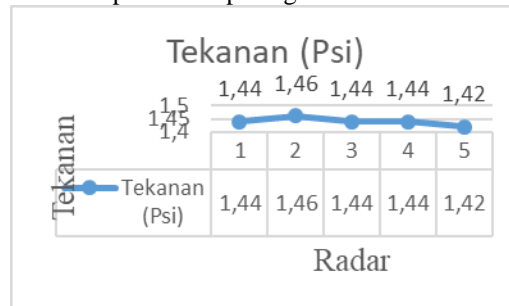 Tekanan (Psi)
1,44 1,46 1,44 1,44 1,42
1,5
1,45
1,4
Tekanan
1 2 3 4 5
Tekanan (Psi) 1,44 1,46 1,44 1,44 1,42
Radar